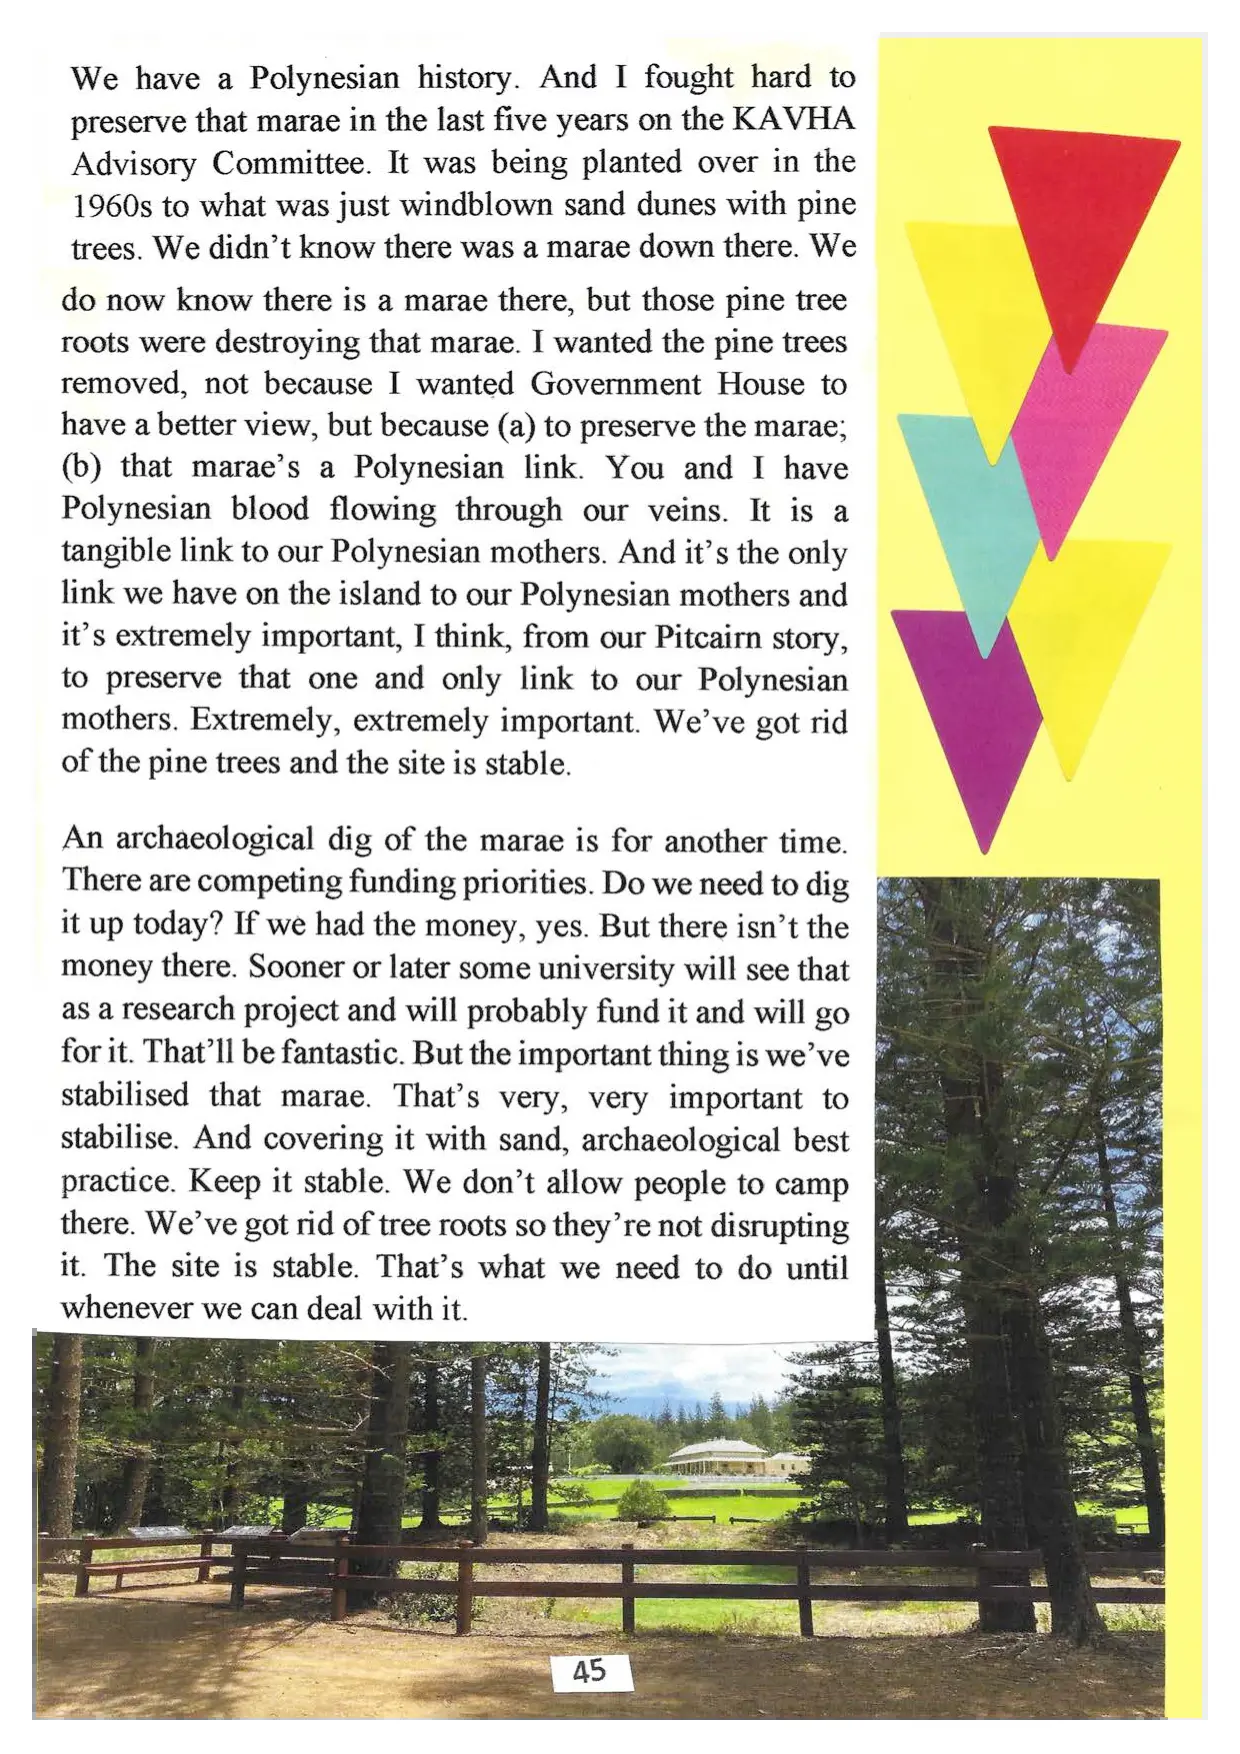 We have a Polynesian history. And I fought hard to
preserve that marae in the last five years on the KAVHA
Advisory Committee. It was being planted over in the
1960s to what was just windblown sand dunes with pine
trees. We didn't know there was a marae down there. We
do now know there is a marae there, but those pine tree
roots were destroying that marae. I wanted the pine trees
removed, not because I wanted Government House to
have a better view, but because (a) to preserve the marae;
(b) that marae's a Polynesian link. You and I have
Polynesian blood flowing through our veins. It is a
tangible link to our Polynesian mothers. And it's the only
link we have on the island to our Polynesian mothers and
it's extremely important, I think, from our Pitcairn story,
to preserve that one and only link to our Polynesian
mothers. Extremely, extremely important. We've got rid
of the pine trees and the site is stable.
An archaeological dig of the marae is for another time.
There are competing funding priorities. Do we need to dig
it up today? If we had the money, yes. But there isn't the
money there. Sooner or later some university will see that
as a research project and will probably fund it and will go
for it. That'll be fantastic. But the important thing is we've
stabilised that marae. That's very, very important to
stabilise. And covering it with sand, archaeological best
practice. Keep it stable. We don't allow people to camp
there. We've got rid of tree roots so they're not disrupting
it. The site is stable. That's what we need to do until
whenever we can deal with it.
45